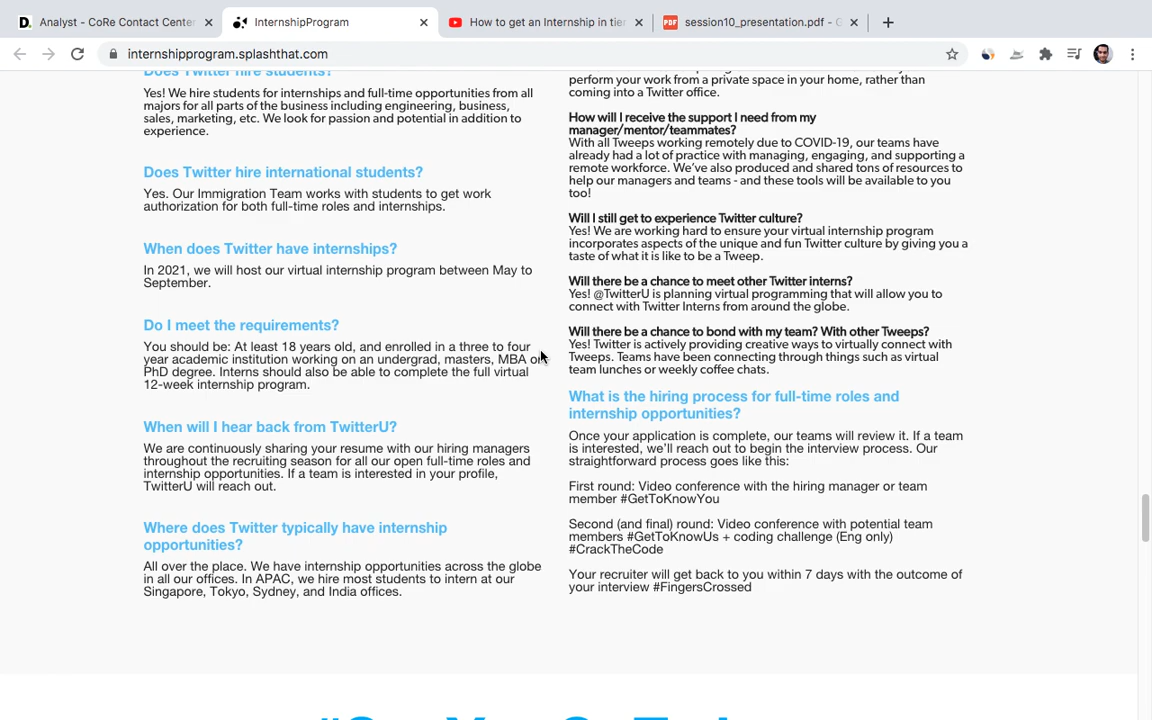 Analyst - CoRe Contact Center
InternshipProgram
How to get an Internship in tier
session10_presentation.pdf - G
internshipprogram.splashthat.com
Does Twitter hire students?
Yes! We hire students for internships and full-time opportunities from all
majors for all parts of the business including engineering, business,
sales, marketing, etc. We look for passion and potential in addition to
experience.
Does Twitter hire international students?
Yes. Our Immigration Team works with students to get work
authorization for both full-time roles and internships.
When does Twitter have internships?
In 2021, we will host our virtual internship program between May to
September.
Do I meet the requirements?
You should be: At least 18 years old, and enrolled in a three to four
year academic institution working on an undergrad, masters, MBA or
PhD degree. Interns should also be able to complete the full virtual
12-week internship program.
When will I hear back from TwitterU?
We are continuously sharing your resume with our hiring managers
throughout the recruiting season for all our open full-time roles and
internship opportunities. If a team is interested in your profile,
TwitterU will reach out.
Where does Twitter typically have internship
opportunities?
All over the place. We have internship opportunities across the globe
in all our offices. In APAC, we hire most students to intern at our
Singapore, Tokyo, Sydney, and India offices.
perform your work from a private space in your home, rather than
coming into a Twitter office.
How will I receive the support I need from my
manager/mentor/teammates?
With all Tweeps working remotely due to COVID-19, our teams have
already had a lot of practice with managing, engaging, and supporting a
remote workforce. We've also produced and shared tons of resources to
help our managers and teams - and these tools will be available to you
too!
Will I still get to experience Twitter culture?
Yes! We are working hard to ensure your virtual internship program
incorporates aspects of the unique and fun Twitter culture by giving you a
taste of what it is like to be a Tweep.
Will there be a chance to meet other Twitter interns?
Yes! @TwitterU is planning virtual programming that will allow you to
connect with Twitter Interns from around the globe.
Will there be a chance to bond with my team? With other Tweeps?
Yes! Twitter is actively providing creative ways to virtually connect with
Tweeps. Teams have been connecting through things such as virtual
team lunches or weekly coffee chats.
What is the hiring process for full-time roles and
internship opportunities?
Once your application is complete, our teams will review it. If a team
is interested, we'll reach out to begin the interview process. Our
straightforward process goes like this:
First round: Video conference with the hiring manager or team
member #GetToKnowYou
Second (and final) round: Video conference with potential team
members #GetToKnowUs + coding challenge (Eng only)
#CrackTheCode
Your recruiter will get back to you within 7 days with the outcome of
your interview #FingersCrossed